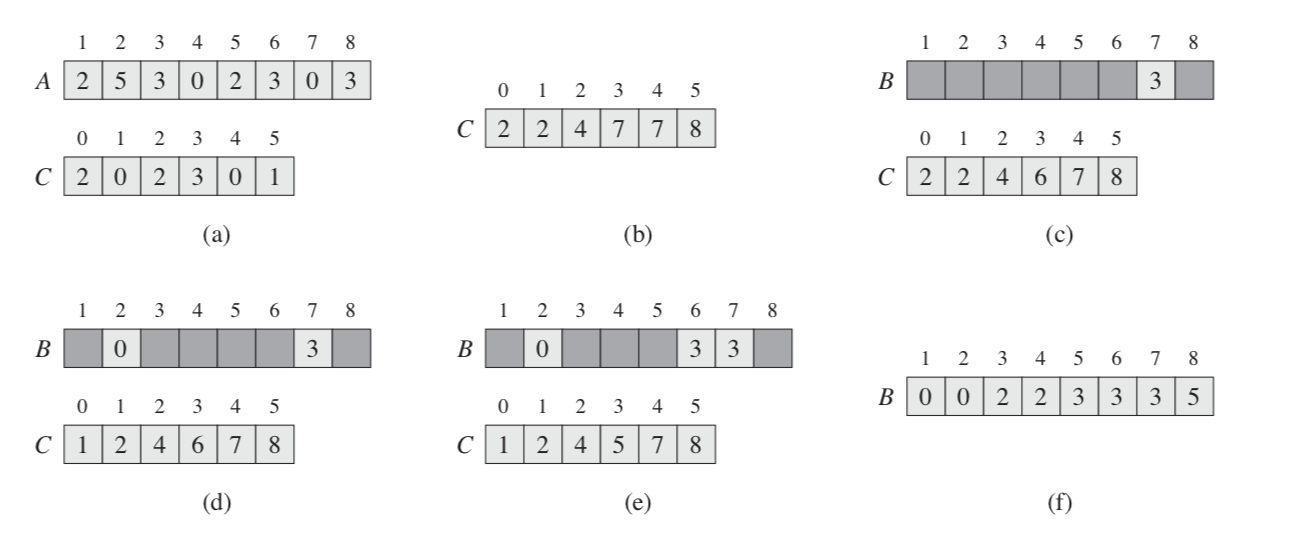 1 2 3 4 5 6 7 8
A 2 5 3 0 2 3 0 3
0 1 2 3 4 5
C 2 0 2 3 0 1
(a)
0 1 2 3 4 5
C 2 2 4 7 7 8
(b)
1 2 3 4 5 6 7 8
B 3
0 1 2 3 4 5
C 2 2 4 6 7 8
(c)
1 2 3 4 5 6 7 8
B 0 3
0 1 2 3 4 5
C 1 2 4 6 7 8
(d)
1 2 3 4 5 6 7 8
B 0 3 3
0 1 2 3 4 5
C 1 2 4 5 7 8
(e)
1 2 3 4 5 6 7 8
B 0 0 2 2 3 3 3 5
(f)